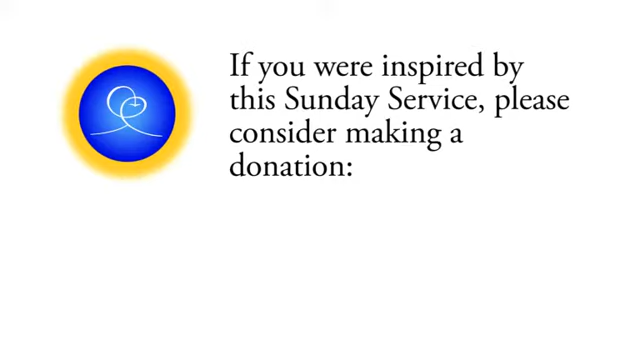 If you were inspired by
this Sunday Service, please
consider making a
donation: